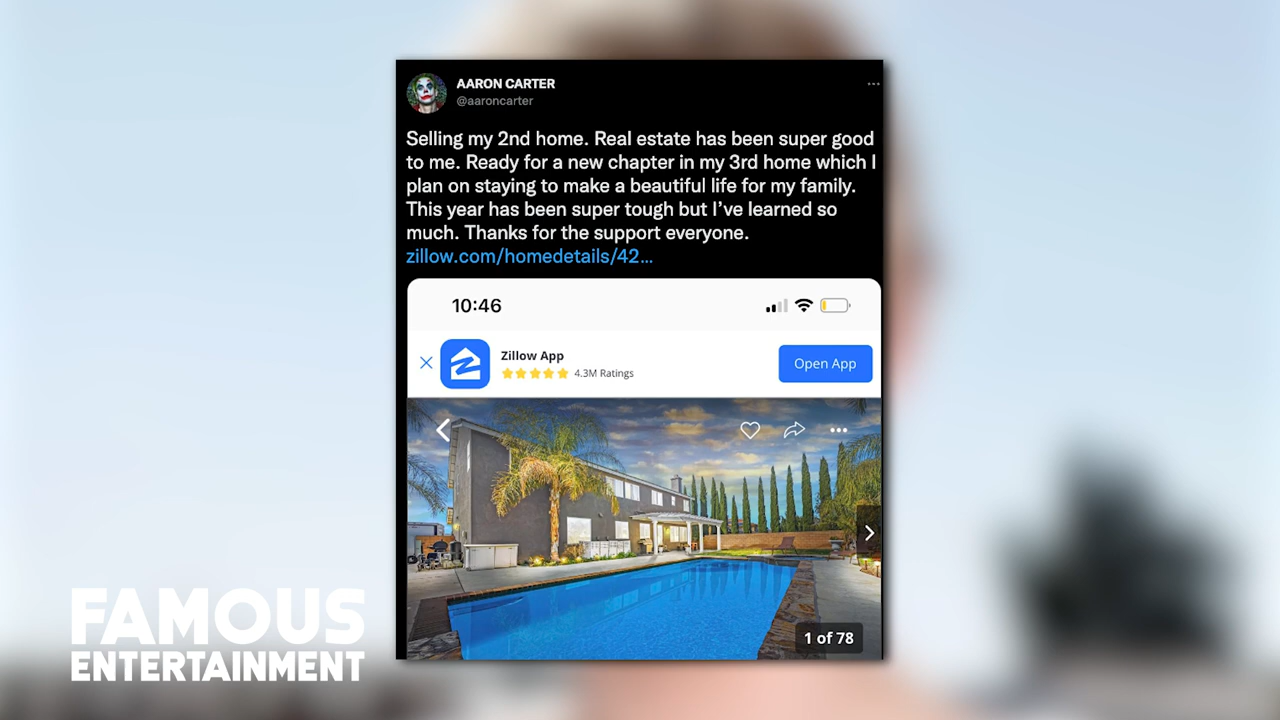 AARON CARTER
@aaroncarter
Selling my 2nd home. Real estate has been super good
to me. Ready for a new chapter in my 3rd home which I
plan on staying to make a beautiful life for my family.
This year has been super tough but I’ve learned so
much. Thanks for the support everyone.
zillow.com/homedetails/42...
10:46
Zillow App
4.3M Ratings
Open App
1 of 78
FAMOUS
ENTERTAINMENT